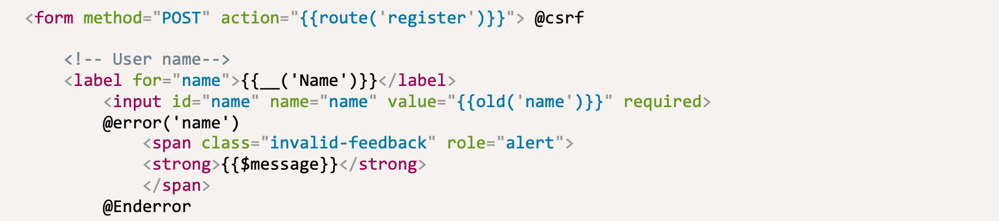 <form method="POST" action="{{route('register')}}"> @csrf
<!-- User name-->
<label for="name">{{__('Name')}}</label>
<input id="name" name="name" value="{{old('name')}}" required>
@error('name')
<span class="invalid-feedback" role="alert">
<strong>{{$message}}</strong>
</span>
@Enderror